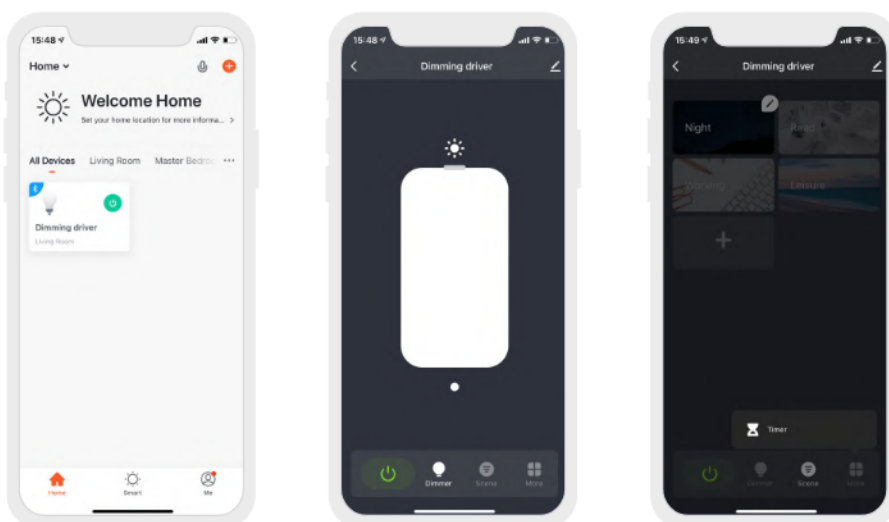 15:48
Home
Welcome Home
Set your home location for more informa...
All Devices Living Room Master Bedro
Dimming driver
Living Room
Home Smart Me
15:48
Dimming driver
Dimmer Scene More
15:49
Dimming driver
Night Read
Working Leisure
Timer
Dimmer Scene More